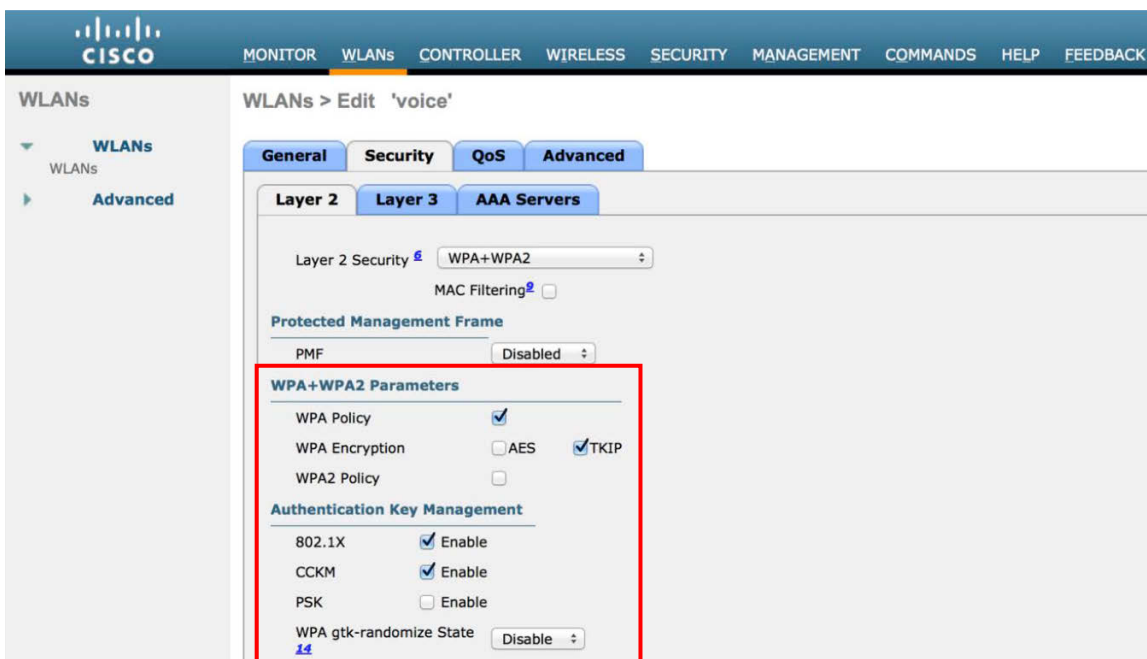 CISCO
MONITOR WLANs CONTROLLER WIRELESS SECURITY MANAGEMENT COMMANDS HELP FEEDBACK
WLANs
WLANs > Edit 'voice'
WLANs
WLANs
Advanced
General Security QoS Advanced
Layer 2 Layer 3 AAA Servers
Layer 2 Security 6 WPA+WPA2
MAC Filtering9
Protected Management Frame
PMF Disabled
WPA+WPA2 Parameters
WPA Policy
WPA Encryption AES TKIP
WPA2 Policy
Authentication Key Management
802.1X Enable
CCKM Enable
PSK Enable
WPA gtk-randomize State Disable
14